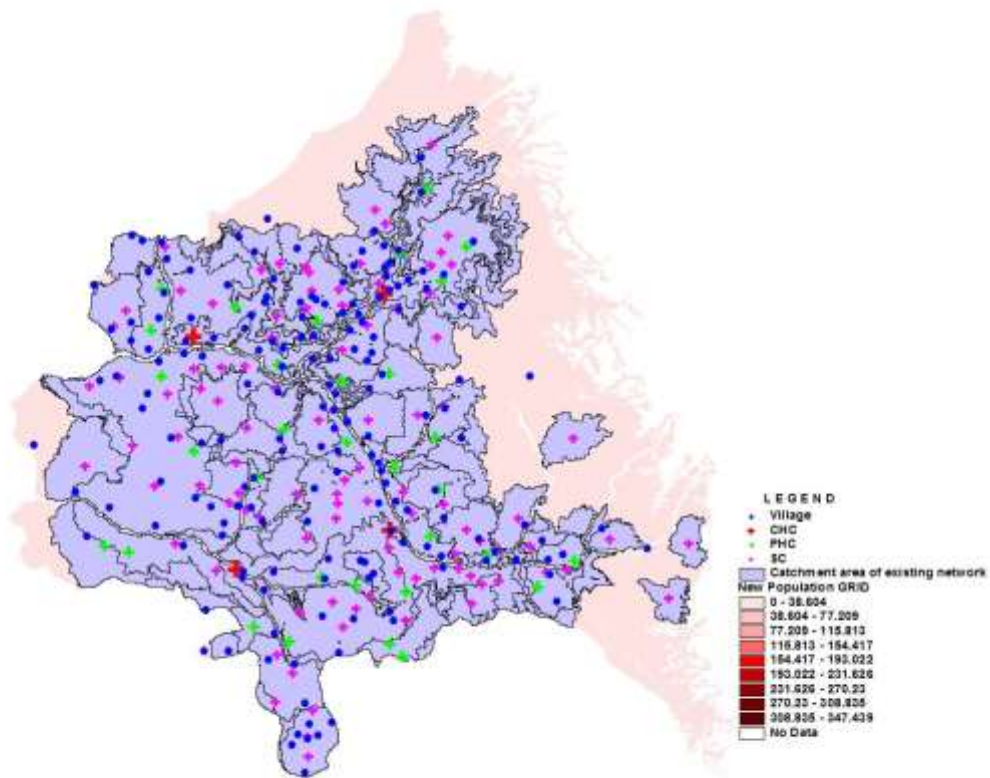 L E G E N D
Village
CHC
PHC
SC
Catchment area of existing network
New Population GRID
0 - 38.604
38.604 - 77.209
77.209 - 115.813
115.813 - 154.417
154.417 - 193.022
193.022 - 231.626
231.626 - 270.23
270.23 - 308.835
308.835 - 347.439
No Data